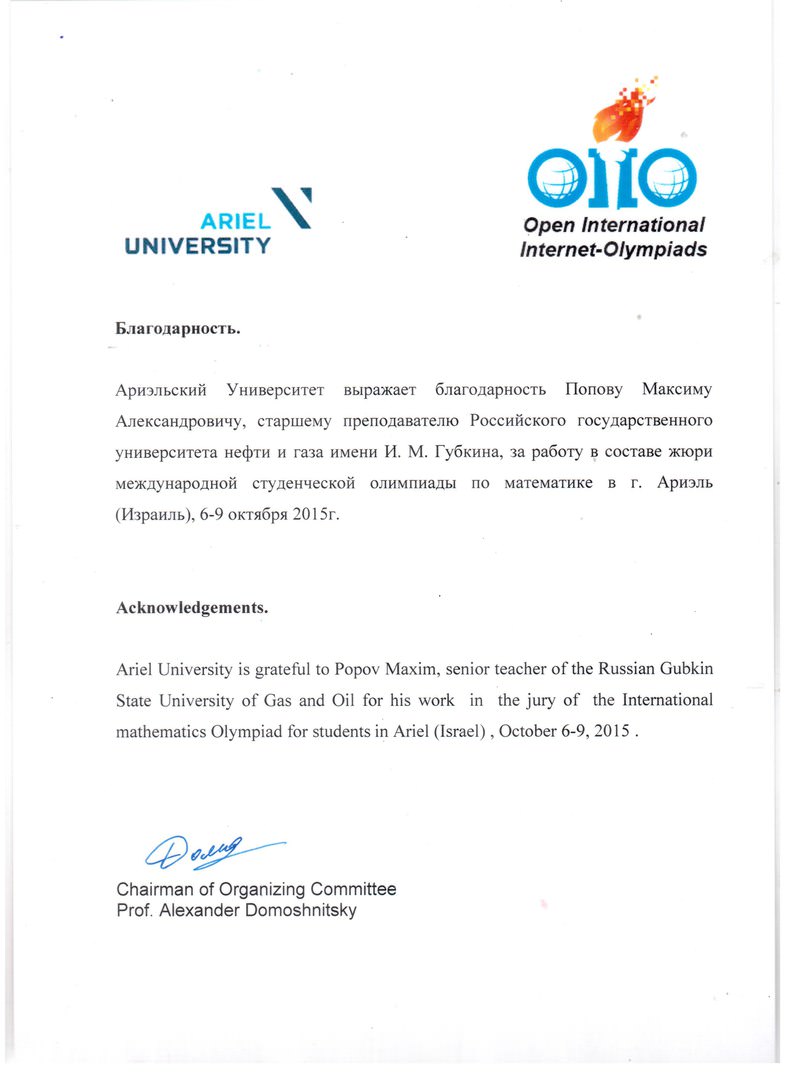 ARIEL
UNIVERSITY
OIIO
Open International
Internet-Olympiads
Благодарность.
Ариэльский Университет выражает благодарность Попову Максиму
Александровичу, старшему преподавателю Российского государственного
университета нефти и газа имени И. М. Губкина, за работу в составе жюри
международной студенческой олимпиады по математике в г. Ариэль
(Израиль), 6-9 октября 2015г.
Acknowledgements.
Ariel University is grateful to Popov Maxim, senior teacher of the Russian Gubkin
State University of Gas and Oil for his work in the jury of the International
mathematics Olympiad for students in Ariel (Israel) , October 6-9, 2015 .
Chairman of Organizing Committee
Prof. Alexander Domoshnitsky